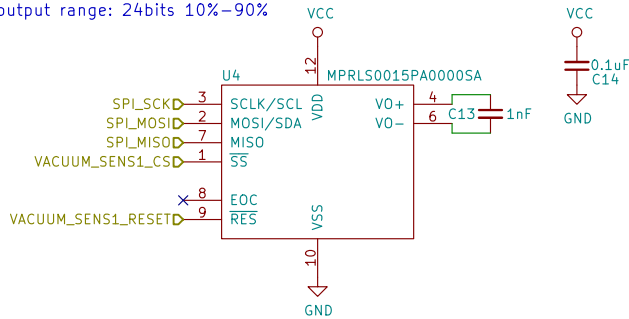 output range: 24bits 10%-90%
VCC
VCC
12
U4
MPRLS0015PA0000SA
0.1uF
C14
SPI_SCK
3
SCLK/SCL
VDD
VO+
4
C13
1nF
SPI_MOSI
2
MOSI/SDA
VO-
6
GND
SPI_MISO
7
MISO
VACUUM_SENS1_CS
1
SS
8
EOC
VACUUM_SENS1_RESET
9
RES
VSS
10
GND